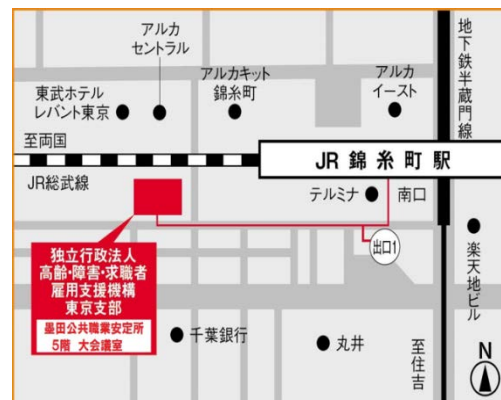 アルカ
セントラル
東武ホテル
レバント東京
アルカキット
錦糸町
アルカ
イースト
地下鉄半蔵門線
至両国
JR 錦糸町駅
JR総武線
テルミナ
南口
出口1
楽天地ビル
独立行政法人
高齢・障害・求職者
雇用支援機構
東京支部
墨田公共職業安定所
5階 大会議室
千葉銀行
丸井
至住吉
N